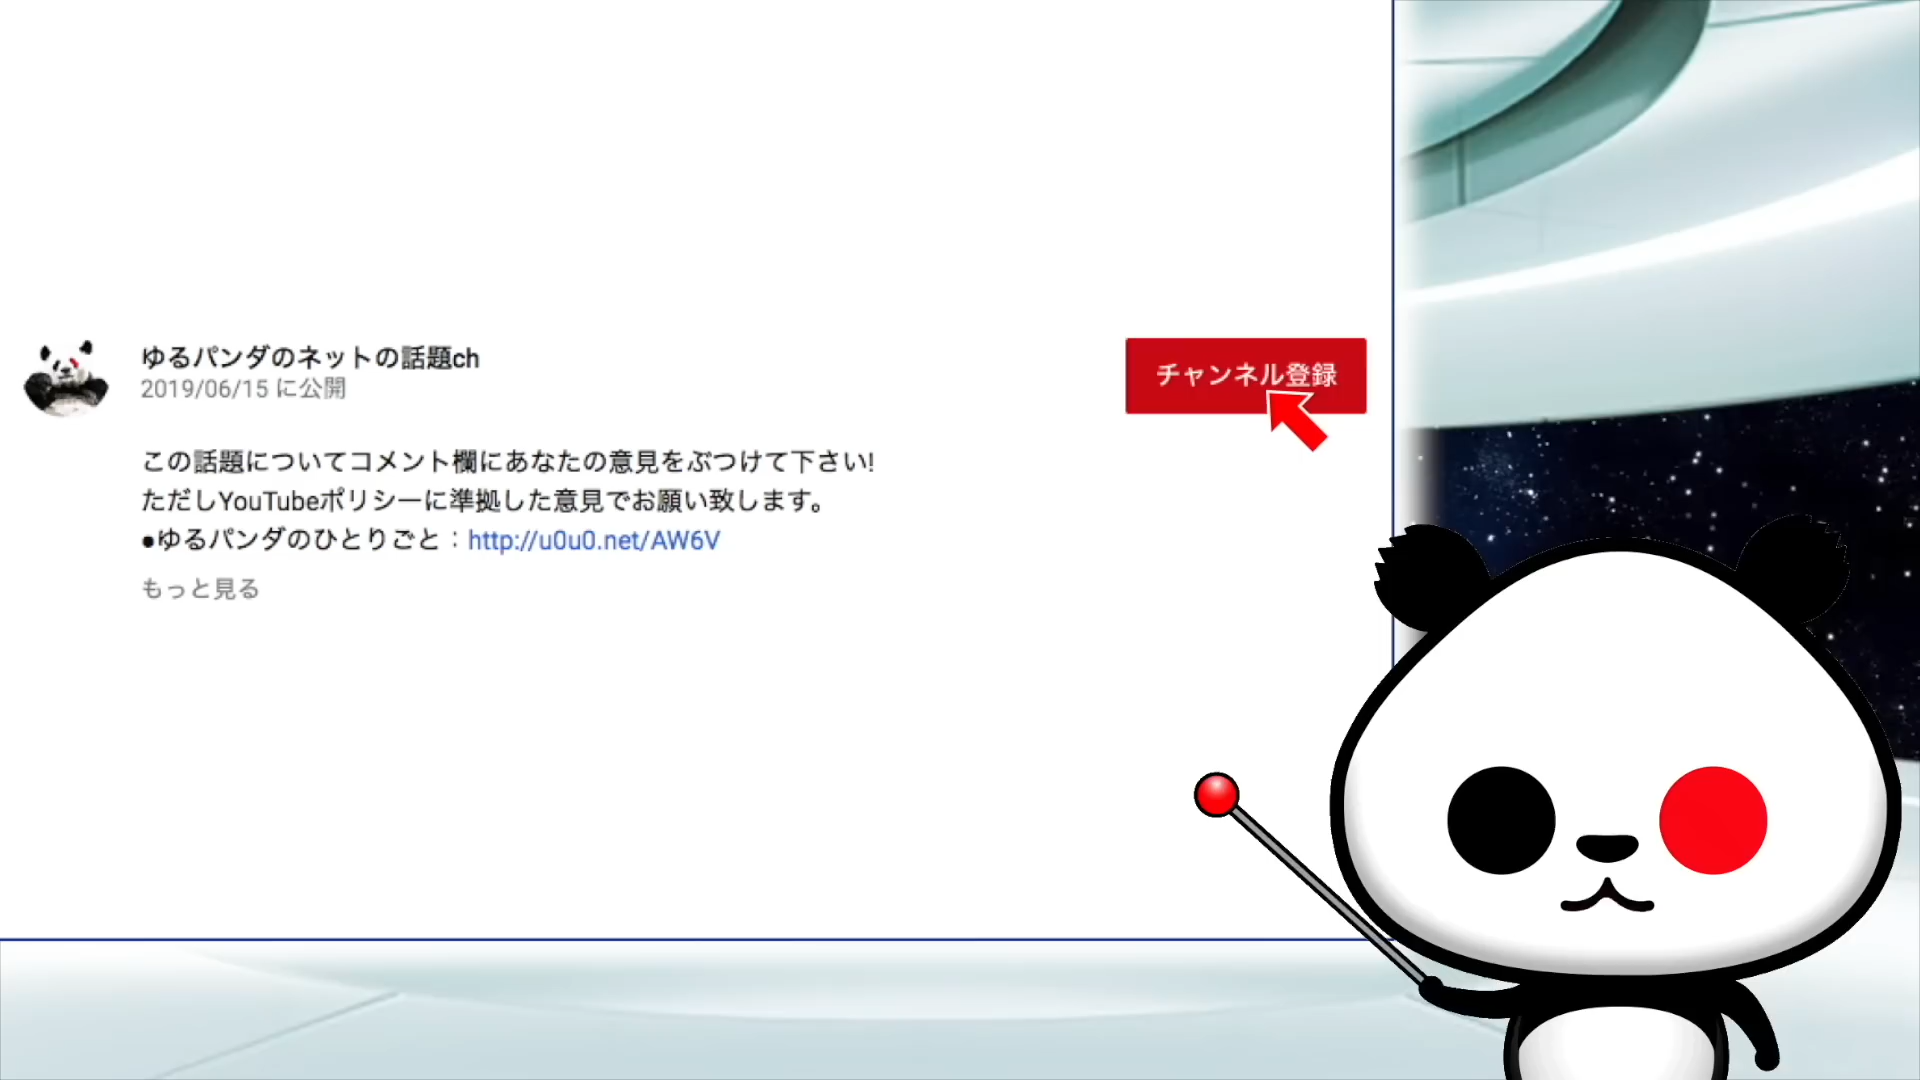 ゆるパンダのネットの話題ch
2019/06/15 に公開
チャンネル登録
この話題についてコメント欄にあなたの意見をぶつけて下さい!
ただしYouTubeポリシーに準拠した意見でお願い致します。
●ゆるパンダのひとりごと：http://u0u0.net/AW6V
もっと見る